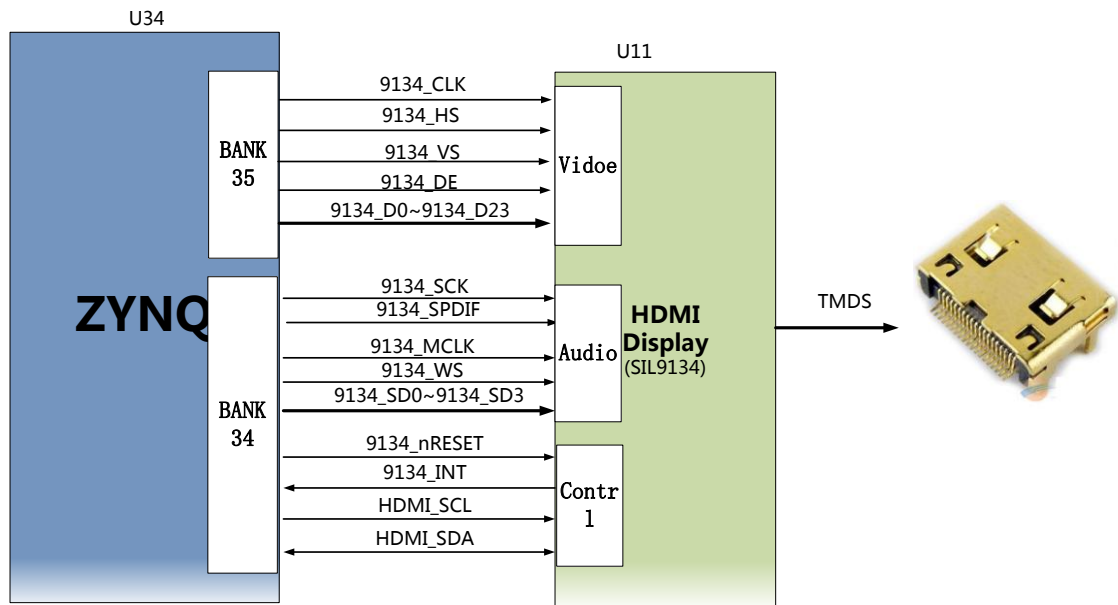 U34
U11
ZYNQ
BANK
35
BANK
34
9134_CLK
9134_HS
9134_VS
9134_DE
9134_D0~9134_D23
9134_SCK
9134_SPDIF
9134_MCLK
9134_WS
9134_SD0~9134_SD3
9134_nRESET
9134_INT
HDMI_SCL
HDMI_SDA
Vidoe
Audio
Contr
l
HDMI
Display
(SIL9134)
TMDS